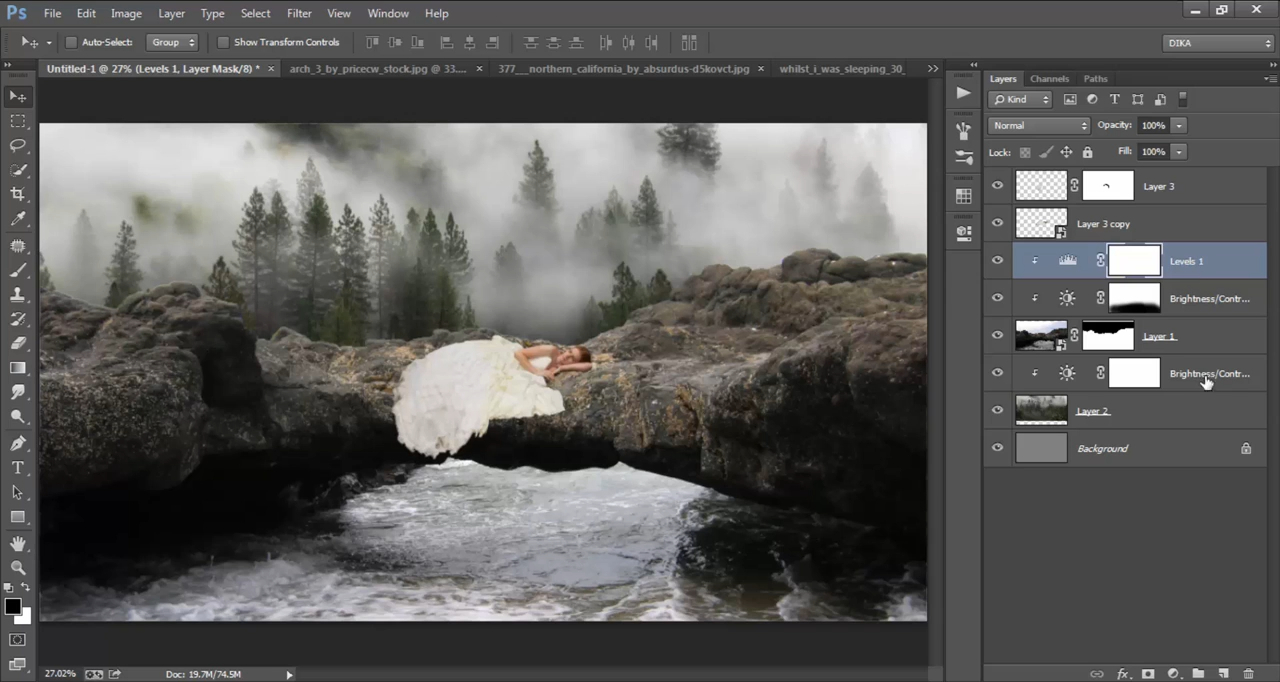 Ps File Edit Image Layer Type Select Filter View Window Help
Auto-Select: Group Show Transform Controls DIKA
Untitled-1 @ 27% (Levels 1, Layer Mask/8) * × arch_3_by_pricecw_stock.jpg @ 33.... × 377___northern_california_by_absurdus-d5kovct.jpg × whilst_i_was_sleeping_30_
Layers Channels Paths
Kind
Normal Opacity: 100%
Lock: Fill: 100%
Layer 3
Layer 3 copy
Levels 1
Brightness/Contr...
Layer 1
Brightness/Contr...
Layer 2
Background
27.02% Doc: 19.7M/74.5M